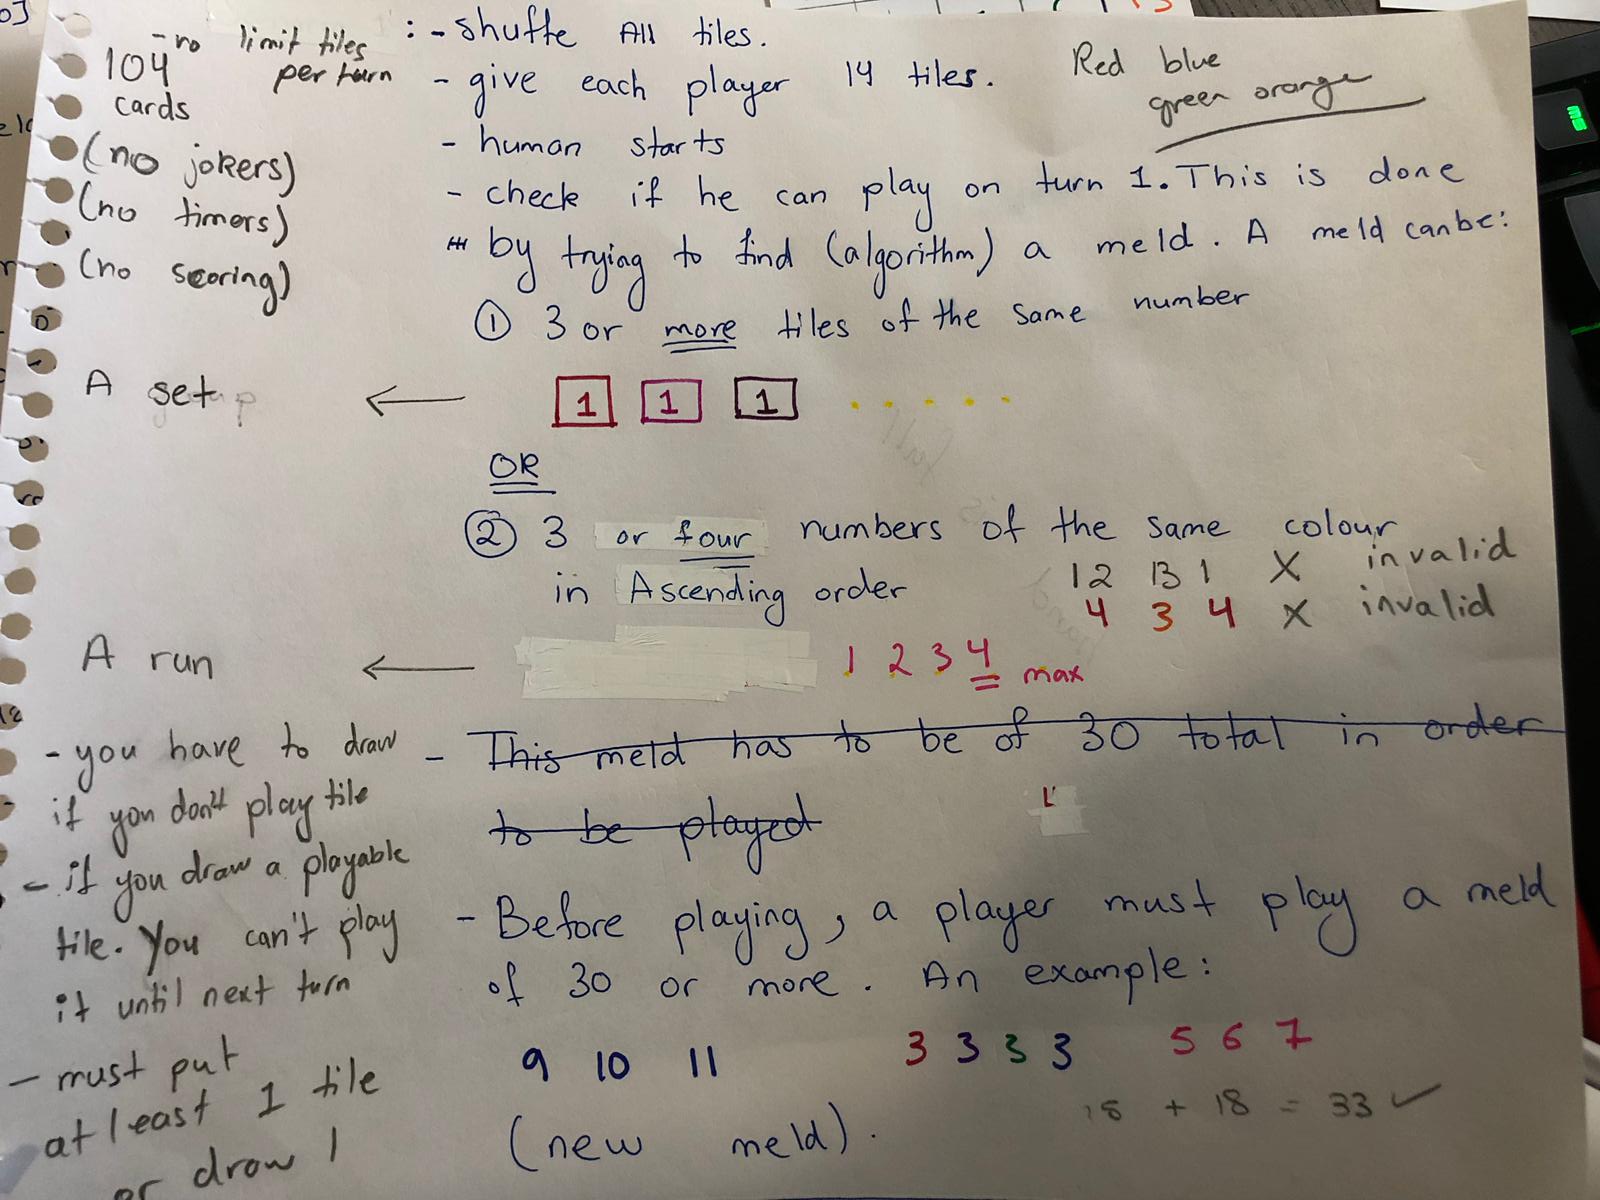 - no limit tiles per turn
104 cards
(no jokers)
(no timers)
(no scoring)
: - shuffe All tiles.
- give each player 14 tiles.
Red blue
green orange
- human starts
- check if he can play on turn 1. This is done
by trying to find (algorithm) a meld. A meld can be:
① 3 or more tiles of the same number
A set ←
1 1 1 . . . . .
OR
② 3 or four numbers of the same colour
in Ascending order
12 13 1 X invalid
4 3 4 X invalid
A run ←
1 2 3 4 max
- This meld has to be of 30 total in order
to be played
- Before playing, a player must play a meld
of 30 or more. An example:
9 10 11
3 3 3 3
5 6 7
(new meld).
+ 18 = 33 ✓
- you have to draw
if you don't play tile
- if you draw a playable
tile. You can't play
it until next turn
- must put
at least 1 tile
or draw 1